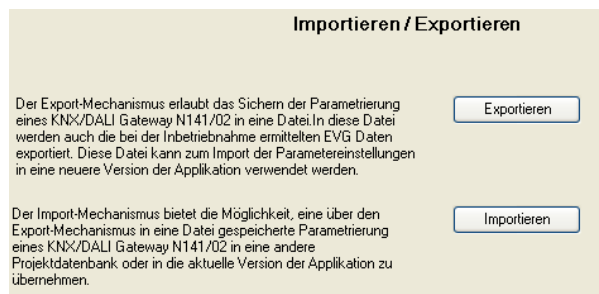 Importieren / Exportieren
Der Export-Mechanismus erlaubt das Sichern der Parametrierung
eines KNX/DALI Gateway N141/02 in eine Datei.In diese Datei
werden auch die bei der Inbetriebnahme ermittelten EVG Daten
exportiert. Diese Datei kann zum Import der Parametereinstellungen
in eine neuere Version der Applikation verwendet werden.
Exportieren
Der Import-Mechanismus bietet die Möglichkeit, eine über den
Export-Mechanismus in eine Datei gespeicherte Parametrierung
eines KNX/DALI Gateway N141/02 in eine andere
Projektdatenbank oder in die aktuelle Version der Applikation zu
übernehmen.
Importieren